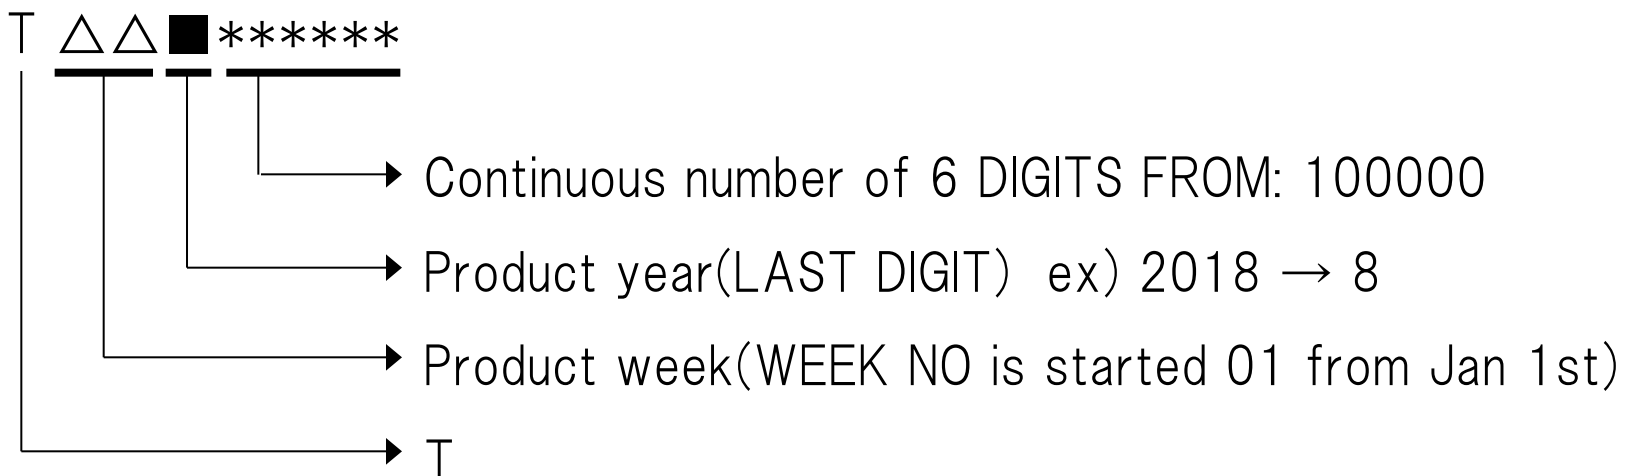 T △△■******
Continuous number of 6 DIGITS FROM: 100000
Product year(LAST DIGIT) ex) 2018 → 8
Product week(WEEK NO is started 01 from Jan 1st)
T